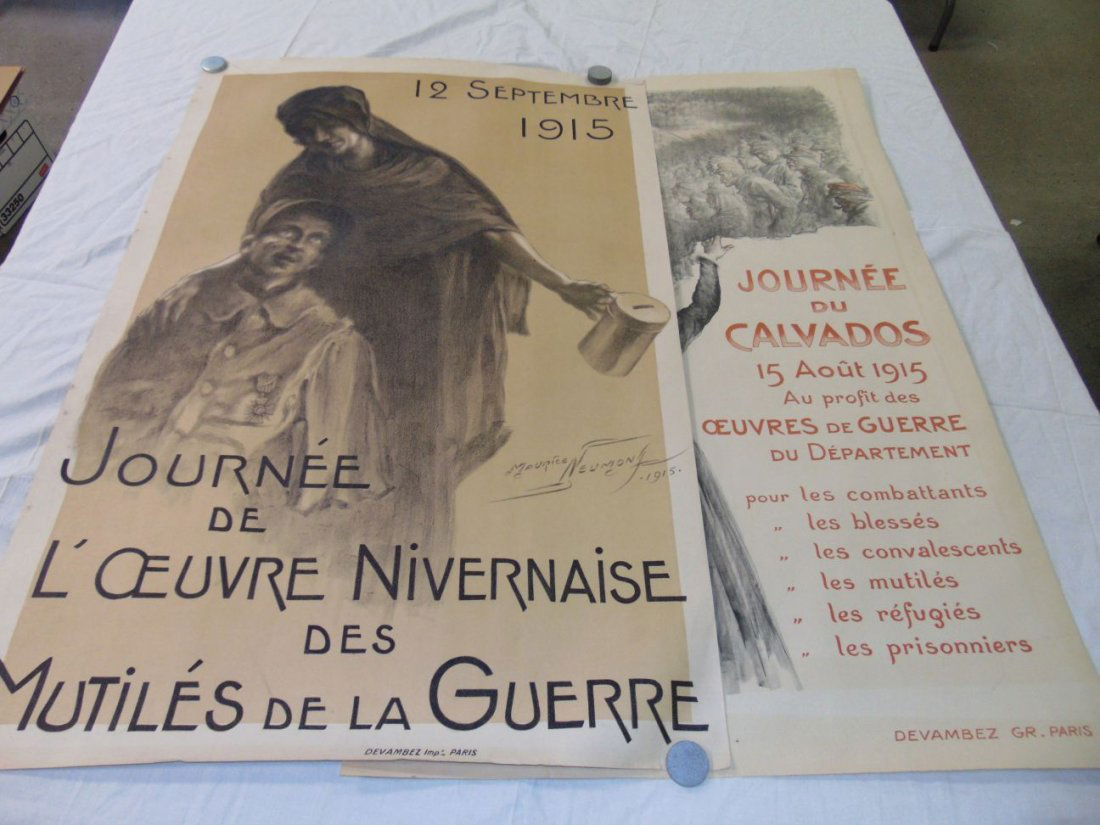 12 SEPTEMBRE
1915
Maurice Neumont
1915.
JOURNÉE
DE
L'ŒUVRE NIVERNAISE
DES
MUTILÉS DE LA GUERRE
DEVAMBEZ Impr. PARIS
JOURNÉE
DU
CALVADOS
15 Août 1915
Au profit des
ŒUVRES DE GUERRE
DU DÉPARTEMENT
pour les combattants
„ les blessés
„ les convalescents
„ les mutilés
„ les réfugiés
„ les prisonniers
DEVAMBEZ GR. PARIS
33250